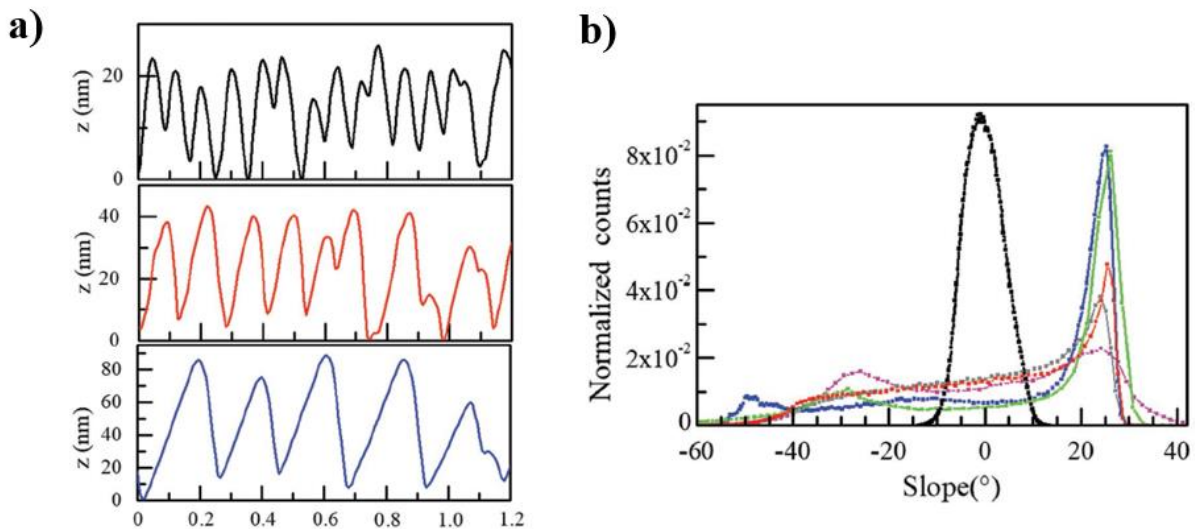 a)
z (nm)
20
0
z (nm)
40
20
0
z (nm)
80
60
40
20
0
0 0.2 0.4 0.6 0.8 1.0 1.2
b)
Normalized counts
8x10⁻²
6x10⁻²
4x10⁻²
2x10⁻²
0
-60 -40 -20 0 20 40
Slope(°)